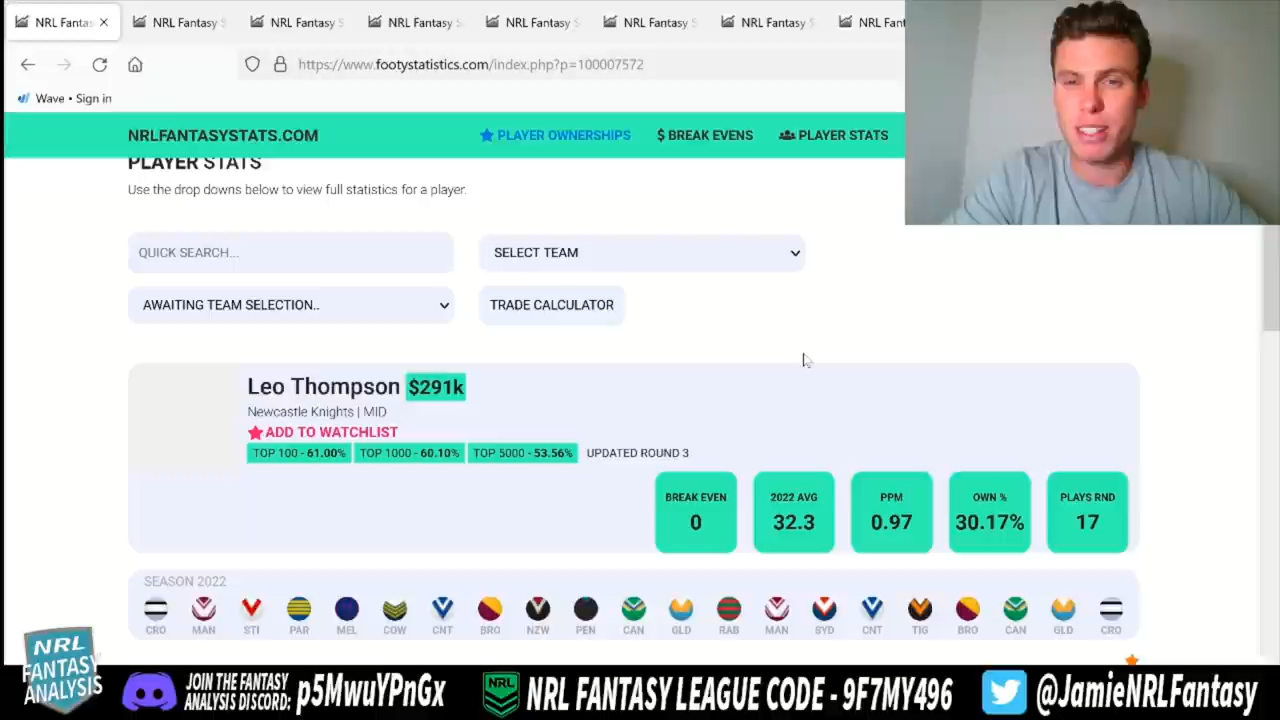 NRL Fantas
NRL Fantasy S
NRL Fantasy S
NRL Fantasy S
NRL Fantasy S
NRL Fantasy S
NRL Fantasy S
NRL Fant
https://www.footystatistics.com/index.php?p=100007572
Wave • Sign in
NRLFANTASYSTATS.COM
PLAYER OWNERSHIPS
$ BREAK EVENS
PLAYER STATS
PLAYER STATS
Use the drop downs below to view full statistics for a player.
QUICK SEARCH...
SELECT TEAM
AWAITING TEAM SELECTION..
TRADE CALCULATOR
Leo Thompson $291k
Newcastle Knights | MID
ADD TO WATCHLIST
TOP 100 - 61.00% TOP 1000 - 60.10% TOP 5000 - 53.56% UPDATED ROUND 3
BREAK EVEN 2022 AVG PPM OWN % PLAYS RND
0 32.3 0.97 30.17% 17
SEASON 2022
CRO MAN STI PAR MEL COW CNT BRO NZW PEN CAN GLD RAB MAN SYD CNT TIG BRO CAN GLD CRO
NRL
FANTASY
ANALYSIS
JOIN THE FANTASY
ANALYSIS DISCORD:
p5MwuYPnGx
NRL
NRL FANTASY LEAGUE CODE - 9F7MY496
@JamieNRLFantasy